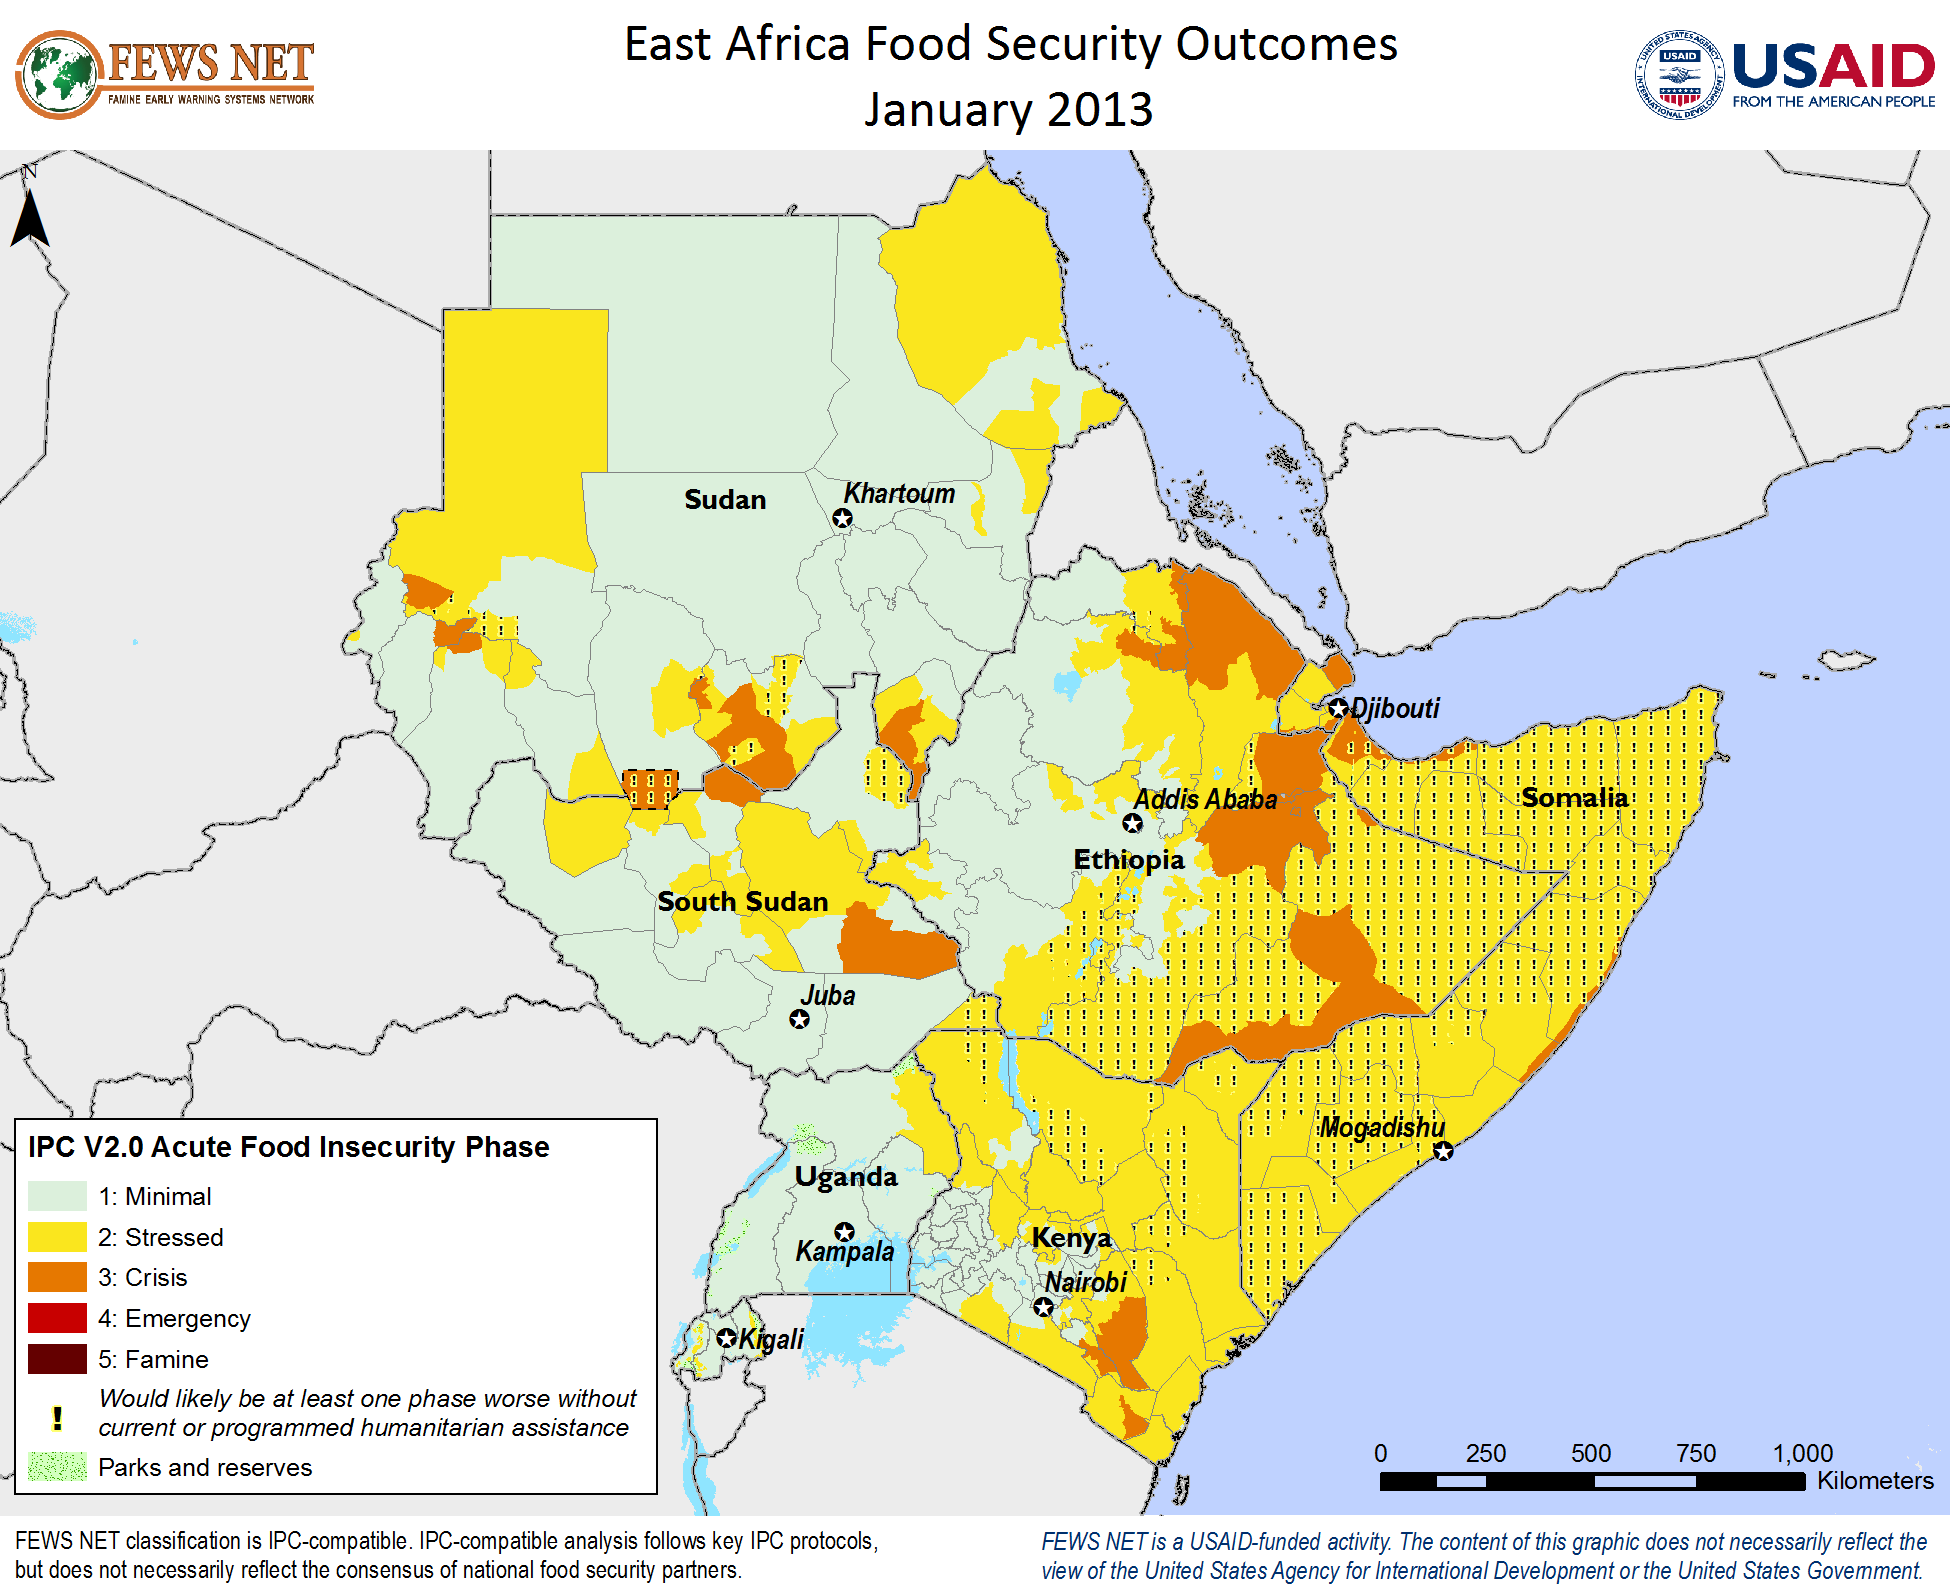 FEWS NET
FAMINE EARLY WARNING SYSTEMS NETWORK
East Africa Food Security Outcomes
January 2013
UNITED STATES AGENCY
USAID
INTERNATIONAL DEVELOPMENT
USAID
FROM THE AMERICAN PEOPLE
N
Sudan
Khartoum
Djibouti
Addis Ababa
Somalia
Ethiopia
South Sudan
Juba
Mogadishu
Uganda
Kampala
Kenya
Nairobi
Kigali
IPC V2.0 Acute Food Insecurity Phase
1: Minimal
2: Stressed
3: Crisis
4: Emergency
5: Famine
! Would likely be at least one phase worse without
current or programmed humanitarian assistance
Parks and reserves
0 250 500 750 1,000
Kilometers
FEWS NET classification is IPC-compatible. IPC-compatible analysis follows key IPC protocols,
but does not necessarily reflect the consensus of national food security partners.
FEWS NET is a USAID-funded activity. The content of this graphic does not necessarily reflect the
view of the United States Agency for International Development or the United States Government.